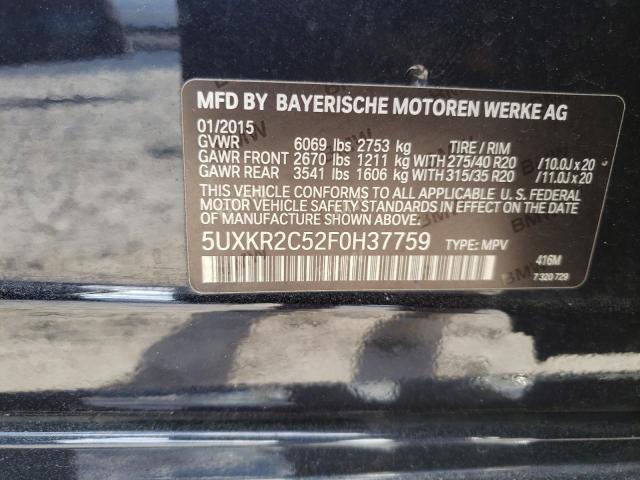 MFD BY BAYERISCHE MOTOREN WERKE AG
01/2015
GVWR 6069 lbs 2753 kg TIRE / RIM
GAWR FRONT 2670 lbs 1211 kg WITH 275/40 R20 /10.0J x 20
GAWR REAR 3541 lbs 1606 kg WITH 315/35 R20 /11.0J x 20
THIS VEHICLE CONFORMS TO ALL APPLICABLE U.S. FEDERAL
MOTOR VEHICLE SAFETY STANDARDS IN EFFECT ON THE DATE
OF MANUFACTURE SHOWN ABOVE.
5UXKR2C52F0H37759 TYPE: MPV
416M
7 320 729